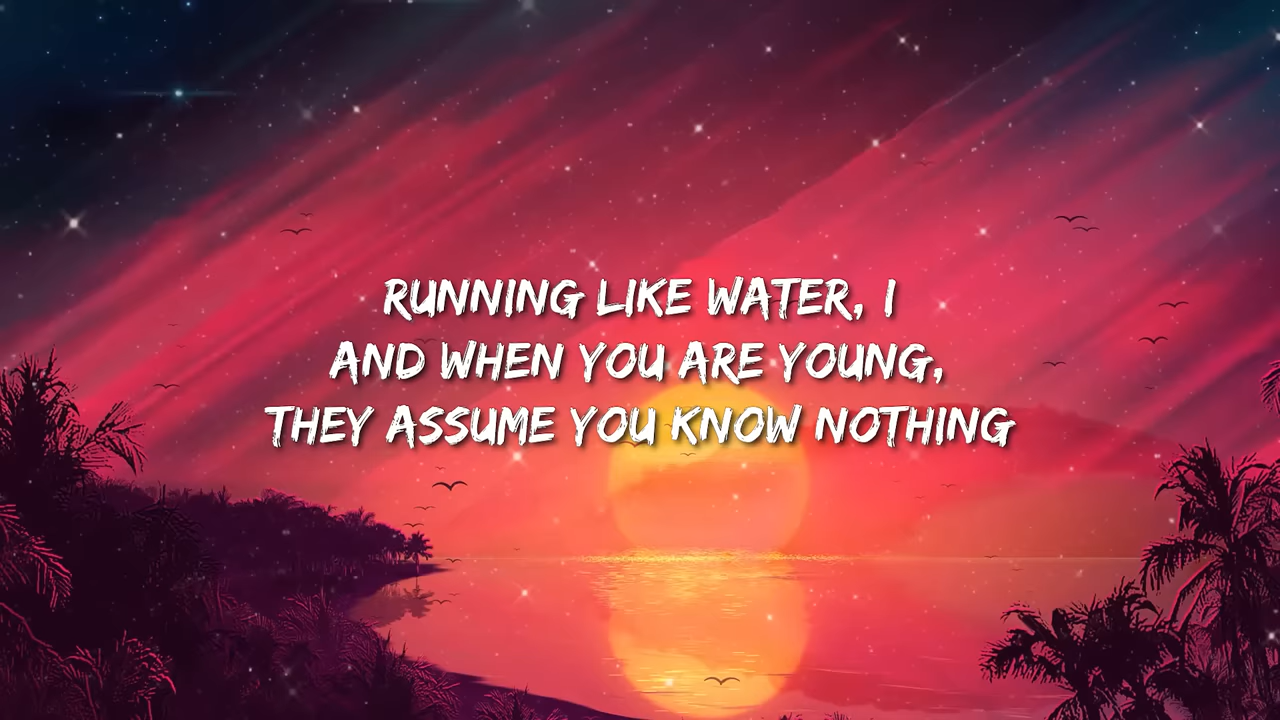 RUNNING LIKE WATER, I
AND WHEN YOU ARE YOUNG,
THEY ASSUME YOU KNOW NOTHING